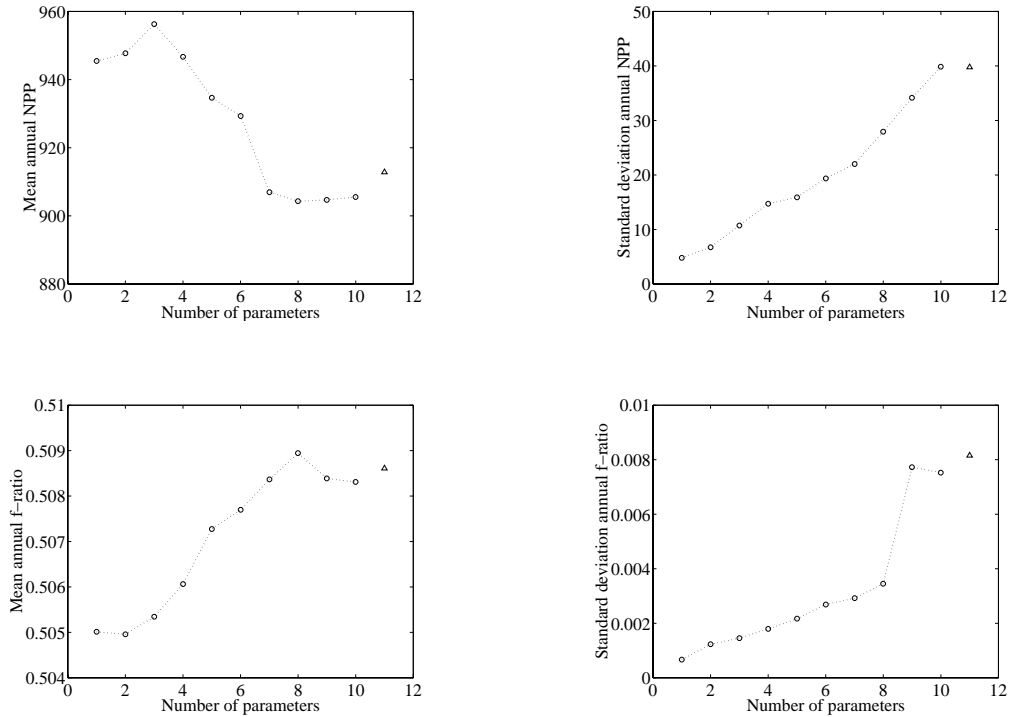 960
940
920
900
880
Mean annual NPP
0 2 4 6 8 10 12
Number of parameters
50
40
30
20
10
0
Standard deviation annual NPP
0 2 4 6 8 10 12
Number of parameters
0.51
0.509
0.508
0.507
0.506
0.505
0.504
Mean annual f−ratio
0 2 4 6 8 10 12
Number of parameters
0.01
0.008
0.006
0.004
0.002
0
Standard deviation annual f−ratio
0 2 4 6 8 10 12
Number of parameters